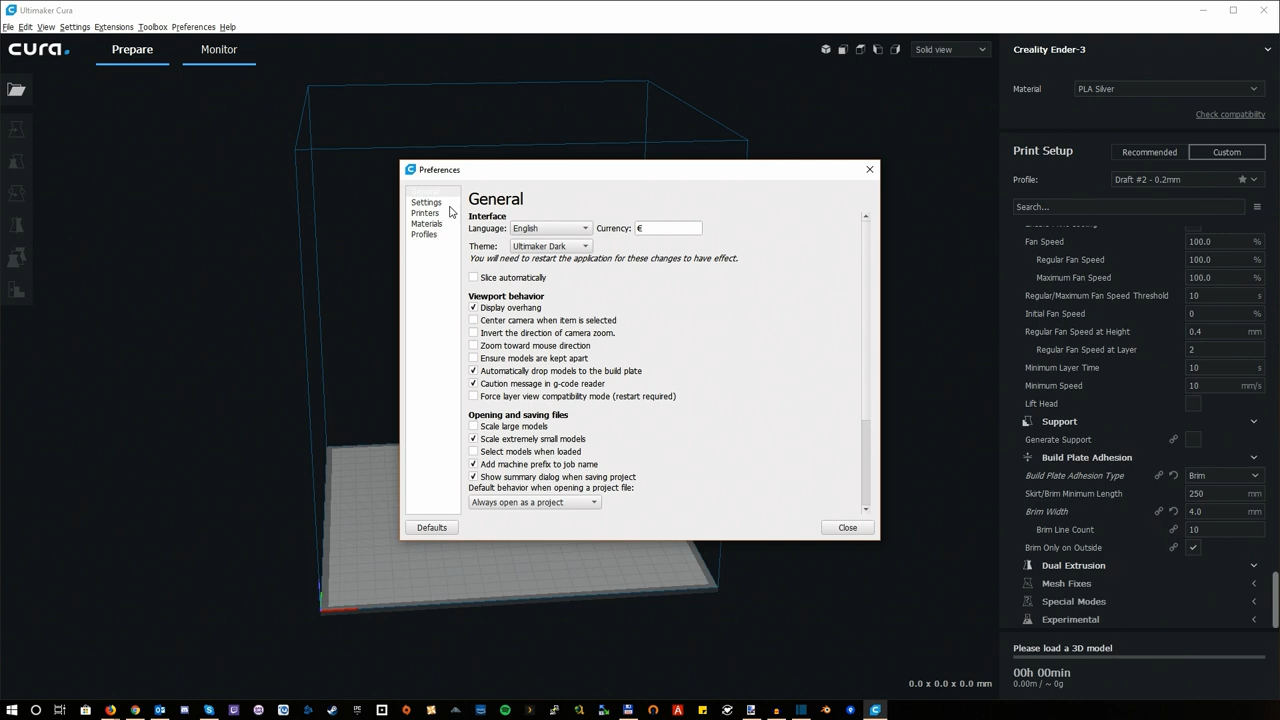 Ultimaker Cura
File Edit View Settings Extensions Toolbox Preferences Help
cura. Prepare Monitor Solid view Creality Ender-3
Material PLA Silver
Check compatibility
Print Setup Recommended Custom
Profile: Draft #2 - 0.2mm
Search...
Fan Speed 100.0 %
Regular Fan Speed 100.0 %
Maximum Fan Speed 100.0 %
Regular/Maximum Fan Speed Threshold 10 s
Initial Fan Speed 0 %
Regular Fan Speed at Height 0.4 mm
Regular Fan Speed at Layer 2
Minimum Layer Time 10 s
Minimum Speed 10 mm/s
Lift Head
Support
Generate Support
Build Plate Adhesion
Build Plate Adhesion Type Brim
Skirt/Brim Minimum Length 250 mm
Brim Width 4.0 mm
Brim Line Count 10
Brim Only on Outside
Dual Extrusion
Mesh Fixes
Special Modes
Experimental
Please load a 3D model
00h 00min
0.00m / ~ 0g
0.0 x 0.0 x 0.0 mm
Preferences
General
Settings
Printers
Materials
Profiles
General
Interface
Language: English Currency: €
Theme: Ultimaker Dark
You will need to restart the application for these changes to have effect.
Slice automatically
Viewport behavior
Display overhang
Center camera when item is selected
Invert the direction of camera zoom.
Zoom toward mouse direction
Ensure models are kept apart
Automatically drop models to the build plate
Caution message in g-code reader
Force layer view compatibility mode (restart required)
Opening and saving files
Scale large models
Scale extremely small models
Select models when loaded
Add machine prefix to job name
Show summary dialog when saving project
Default behavior when opening a project file:
Always open as a project
Defaults Close